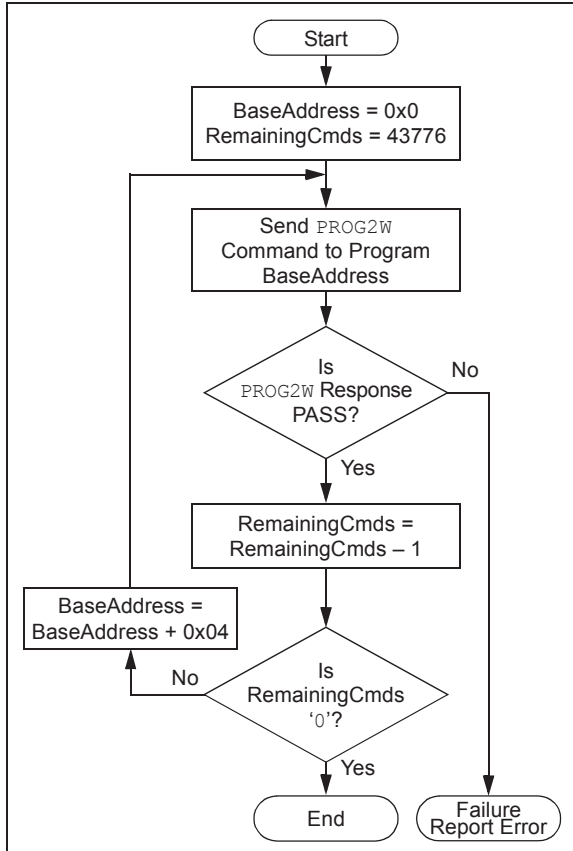 Start
BaseAddress = 0x0
RemainingCmds = 43776
Send PROG2W
Command to Program
BaseAddress
Is
PROG2W Response
PASS?
No
Yes
RemainingCmds =
RemainingCmds – 1
BaseAddress =
BaseAddress + 0x04
Is
RemainingCmds
‘0’?
No
Yes
End
Failure
Report Error